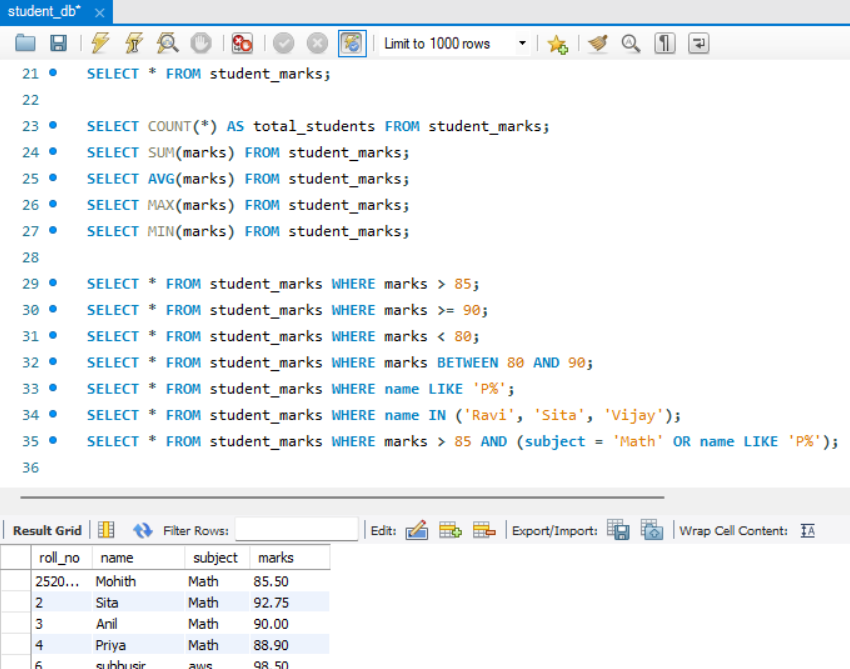 student_db*
Limit to 1000 rows
21 SELECT * FROM student_marks;
22
23 SELECT COUNT(*) AS total_students FROM student_marks;
24 SELECT SUM(marks) FROM student_marks;
25 SELECT AVG(marks) FROM student_marks;
26 SELECT MAX(marks) FROM student_marks;
27 SELECT MIN(marks) FROM student_marks;
28
29 SELECT * FROM student_marks WHERE marks > 85;
30 SELECT * FROM student_marks WHERE marks >= 90;
31 SELECT * FROM student_marks WHERE marks < 80;
32 SELECT * FROM student_marks WHERE marks BETWEEN 80 AND 90;
33 SELECT * FROM student_marks WHERE name LIKE 'P%';
34 SELECT * FROM student_marks WHERE name IN ('Ravi', 'Sita', 'Vijay');
35 SELECT * FROM student_marks WHERE marks > 85 AND (subject = 'Math' OR name LIKE 'P%');
36
Result Grid Filter Rows: Edit: Export/Import: Wrap Cell Content:
roll_no name subject marks
2520... Mohith Math 85.50
2 Sita Math 92.75
3 Anil Math 90.00
4 Priya Math 88.90
6 subbusir aws 98.50